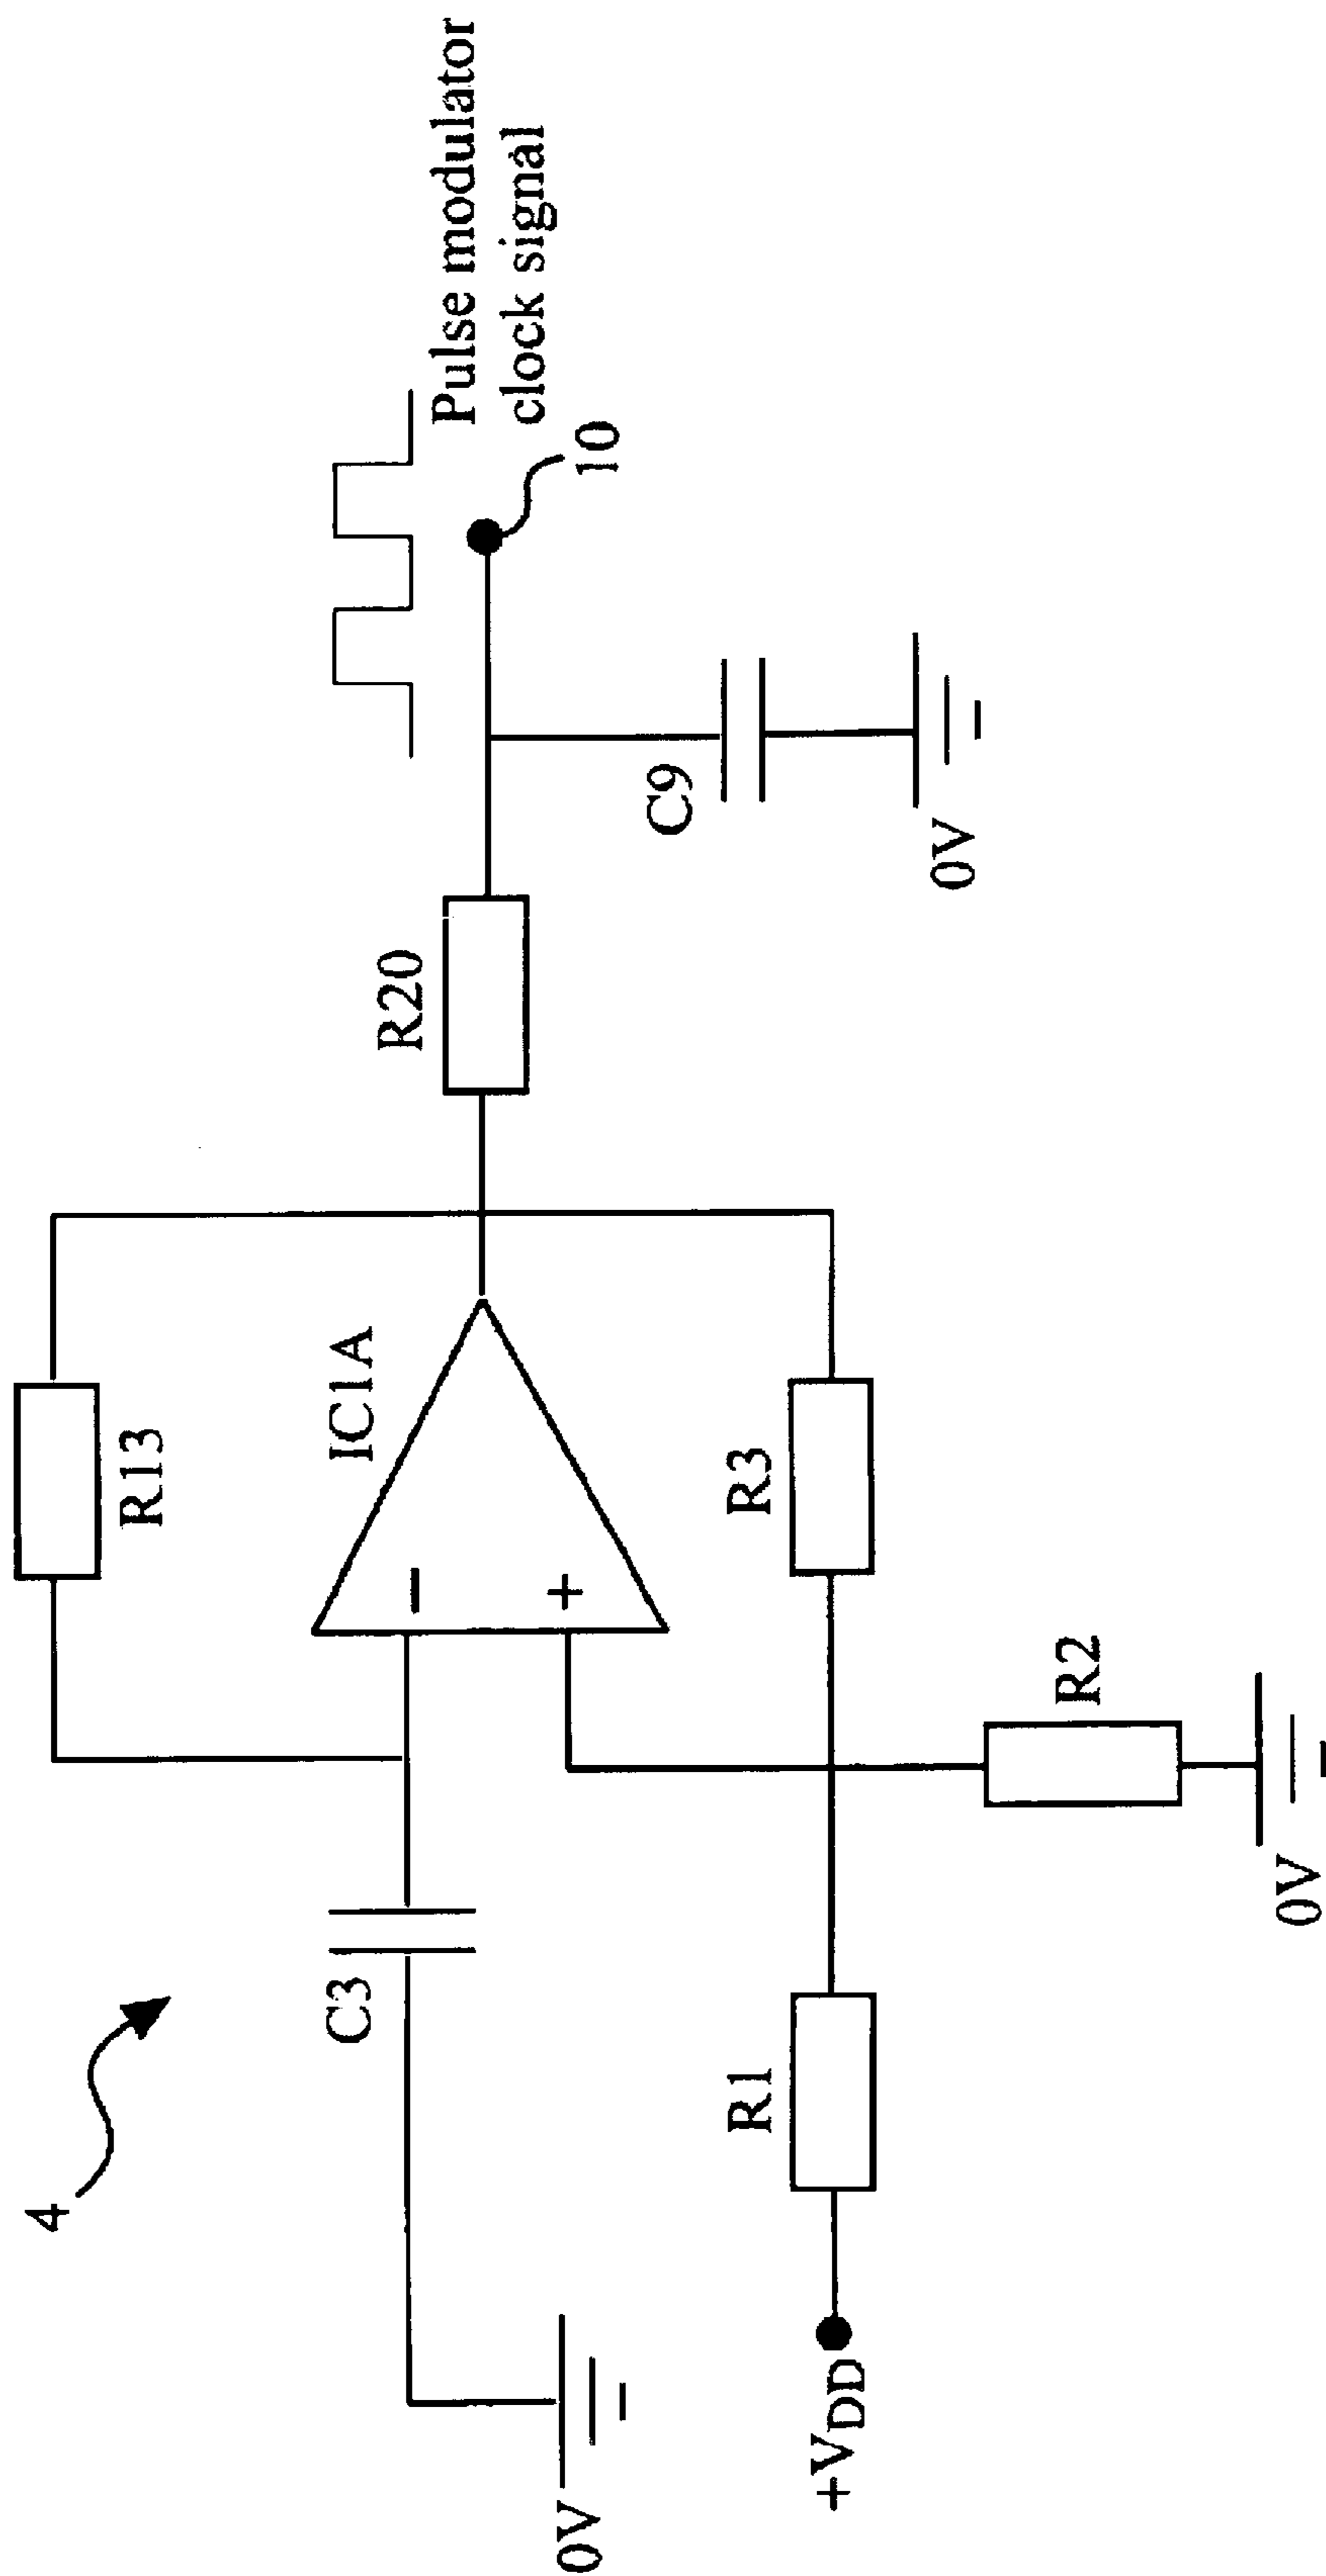 4
R13
IC1A
C3
0V
R3
R1
+VDD
R2
0V
R20
C9
0V
Pulse modulator
clock signal
10
−
+